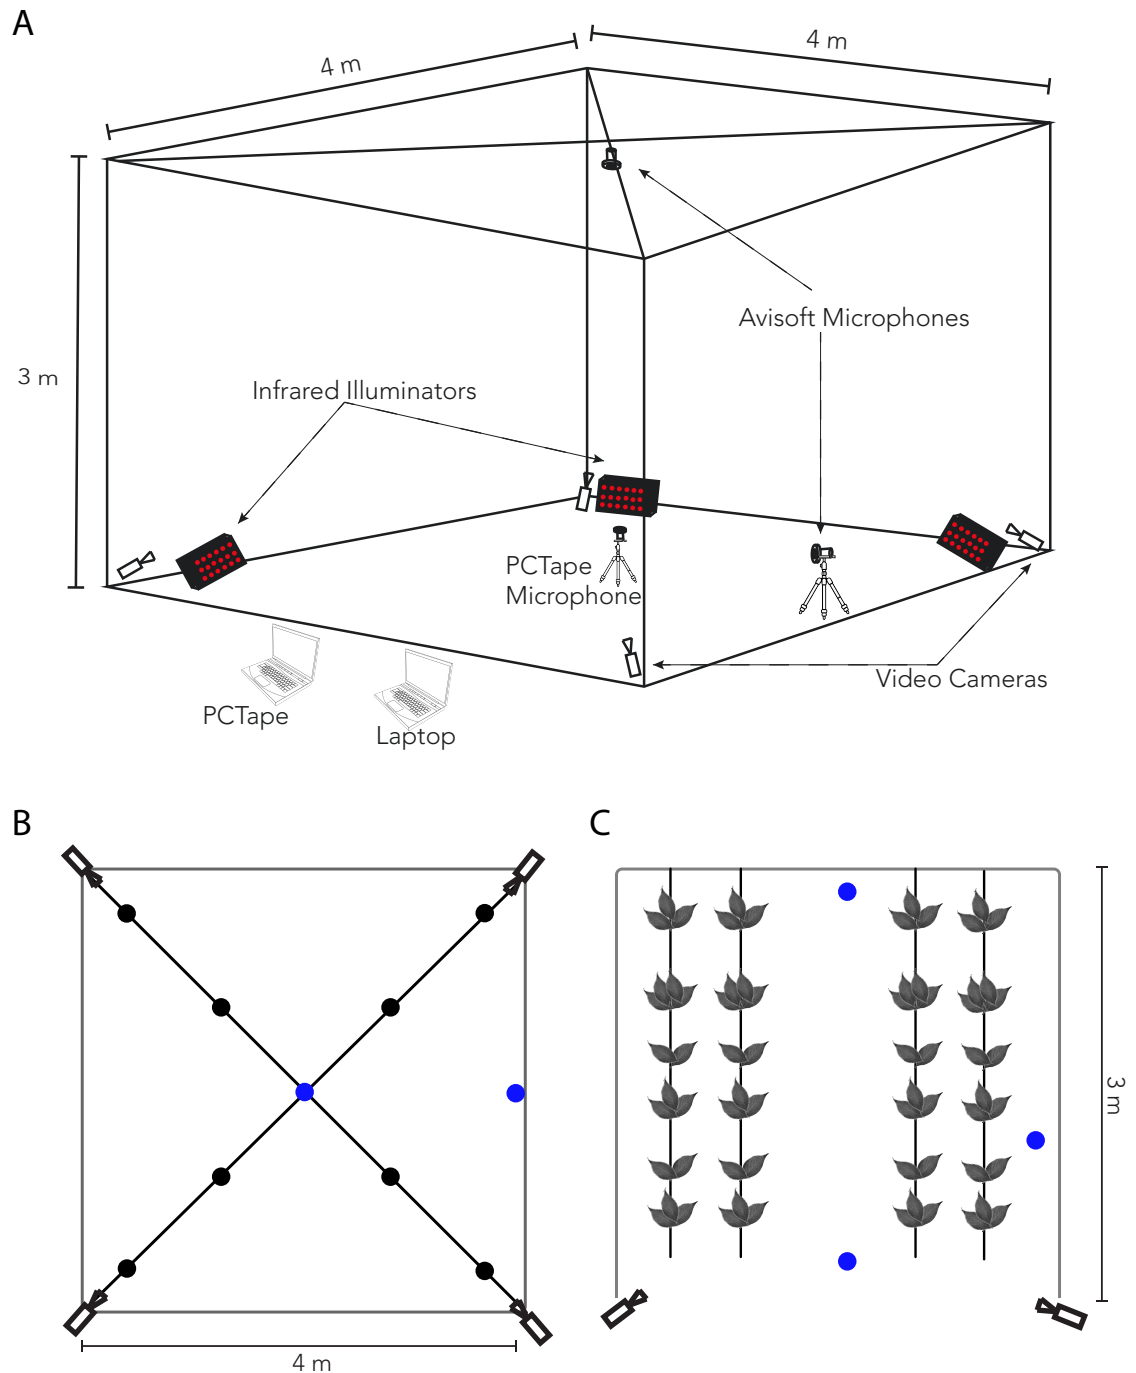 A
4 m
4 m
3 m
Avisoft Microphones
Infrared Illuminators
PCTape
Microphone
Video Cameras
PCTape
Laptop
B
C
3 m
4 m